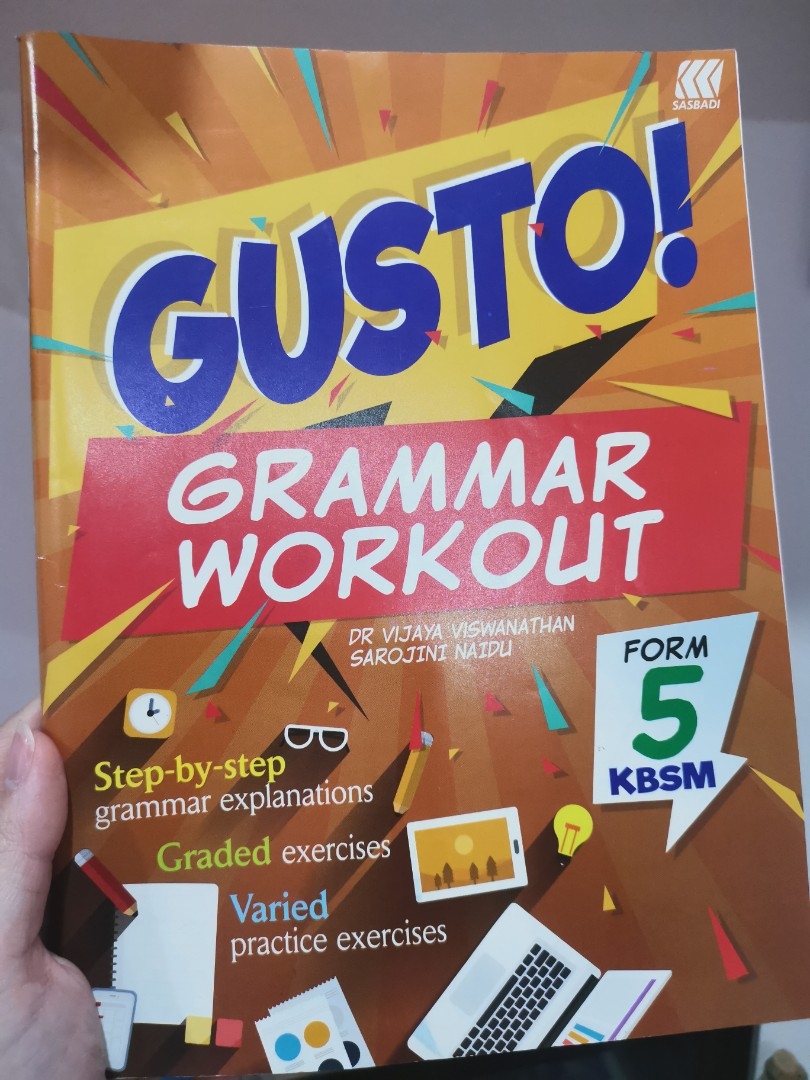 SASBADI
GUSTO!
GRAMMAR
WORKOUT
DR VIJAYA VISWANATHAN
SAROJINI NAIDU
FORM
5
KBSM
Step-by-step
grammar explanations
Graded exercises
Varied
practice exercises